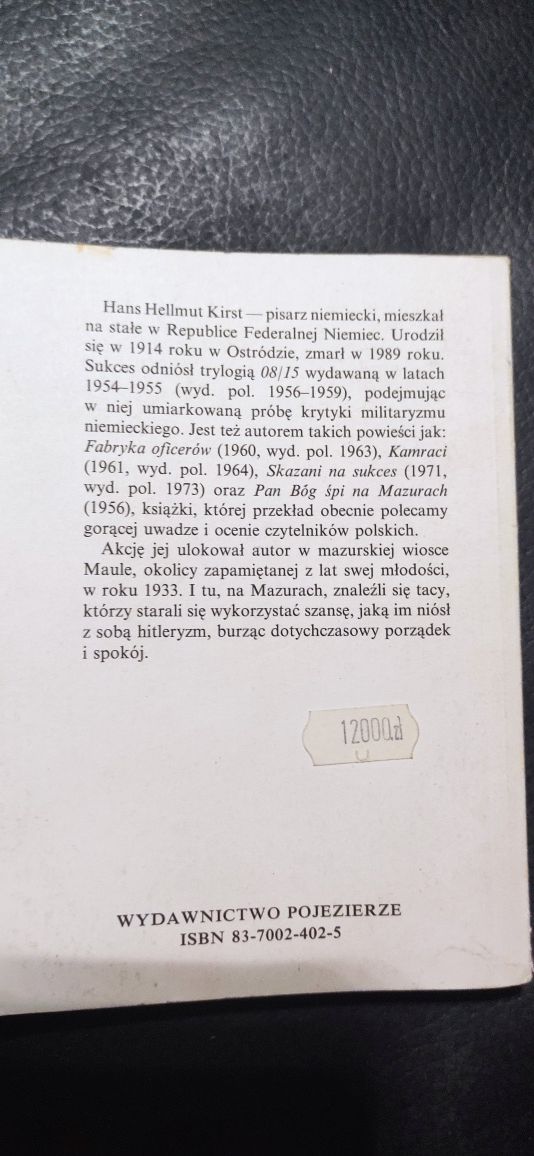 Hans Hellmut Kirst — pisarz niemiecki, mieszkał
na stałe w Republice Federalnej Niemiec. Urodził
się w 1914 roku w Ostródzie, zmarł w 1989 roku.
Sukces odniósł trylogią 08/15 wydawaną w latach
1954–1955 (wyd. pol. 1956–1959), podejmując
w niej umiarkowaną próbę krytyki militaryzmu
niemieckiego. Jest też autorem takich powieści jak:
Fabryka oficerów (1960, wyd. pol. 1963), Kamraci
(1961, wyd. pol. 1964), Skazani na sukces (1971,
wyd. pol. 1973) oraz Pan Bóg śpi na Mazurach
(1956), książki, której przekład obecnie polecamy
gorącej uwadze i ocenie czytelników polskich.
Akcję jej ulokował autor w mazurskiej wiosce
Maule, okolicy zapamiętanej z lat swej młodości,
w roku 1933. I tu, na Mazurach, znaleźli się tacy,
którzy starali się wykorzystać szansę, jaką im niósł
z sobą hitleryzm, burząc dotychczasowy porządek
i spokój.
12000zł
U
WYDAWNICTWO POJEZIERZE
ISBN 83-7002-402-5